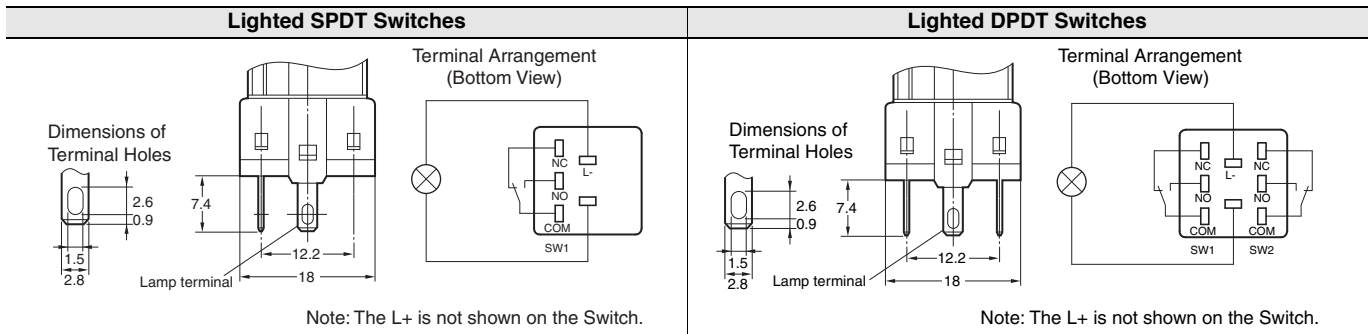 Lighted SPDT Switches
Terminal Arrangement
(Bottom View)
Dimensions of
Terminal Holes
2.6
0.9
1.5
2.8
7.4
12.2
18
Lamp terminal
NC
L-
NO
COM
SW1
Note: The L+ is not shown on the Switch.
Lighted DPDT Switches
Terminal Arrangement
(Bottom View)
Dimensions of
Terminal Holes
2.6
0.9
1.5
2.8
7.4
12.2
18
Lamp terminal
NC
L-
NC
NO
NO
COM
COM
SW1
SW2
Note: The L+ is not shown on the Switch.